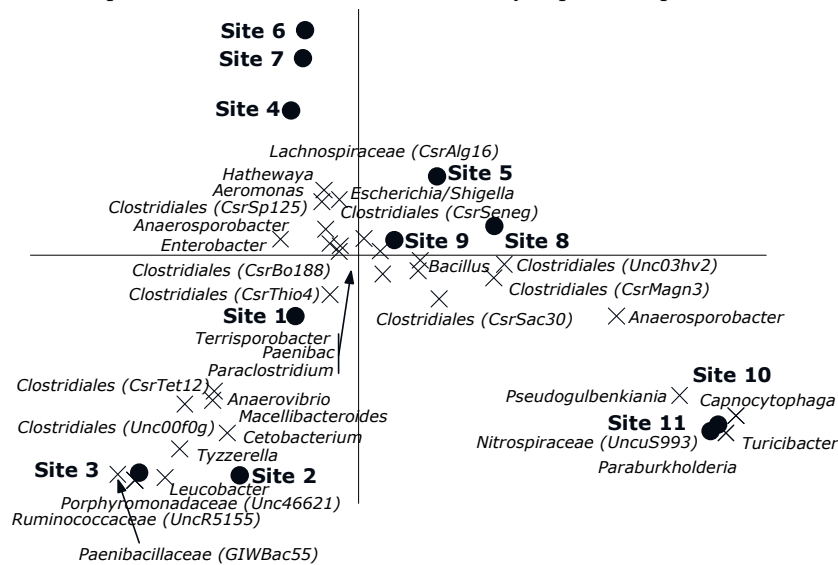 Site 6
Site 7
Site 4
Lachnospiraceae (CsrAlg16)
Hathewaya
Site 5
Aeromonas
Escherichia/Shigella
Clostridiales (CsrSp125)
Clostridiales (CsrSeneg)
Anaerosporobacter
Enterobacter
Site 9
Site 8
Clostridiales (CsrBo188)
Bacillus
Clostridiales (Unc03hv2)
Clostridiales (CsrThio4)
Clostridiales (CsrMagn3)
Site 1
Clostridiales (CsrSac30)
Anaerosporobacter
Terrisporobacter
Paenibac
Paraclostridium
Site 10
Clostridiales (CsrTet12)
Anaerovibrio
Pseudogulbenkiania
Capnocytophaga
Macellibacteroides
Site 11
Clostridiales (Unc00f0g)
Cetobacterium
Nitrospiraceae (UncuS993)
Turicibacter
Tyzzerella
Paraburkholderia
Site 3
Site 2
Leucobacter
Porphyromonadaceae (Unc46621)
Ruminococcaceae (UncR5155)
Paenibacillaceae (GIWBac55)